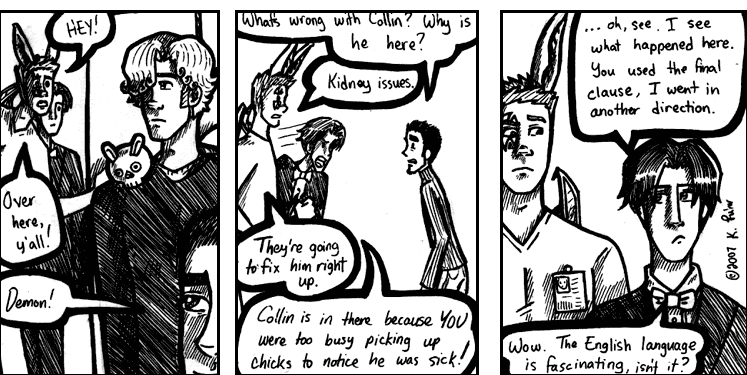 HEY!
Over
here,
y'all!
Demon!
What's wrong with Collin? Why is
he here?
Kidney issues.
They're going
to fix him right
up.
Collin is in there because YOU
were too busy picking up
chicks to notice he was sick!
... oh, see. I see
what happened here.
You used the final
clause, I went in
another direction.
Wow. The English language
is fascinating, isn't it?
©2007 K.